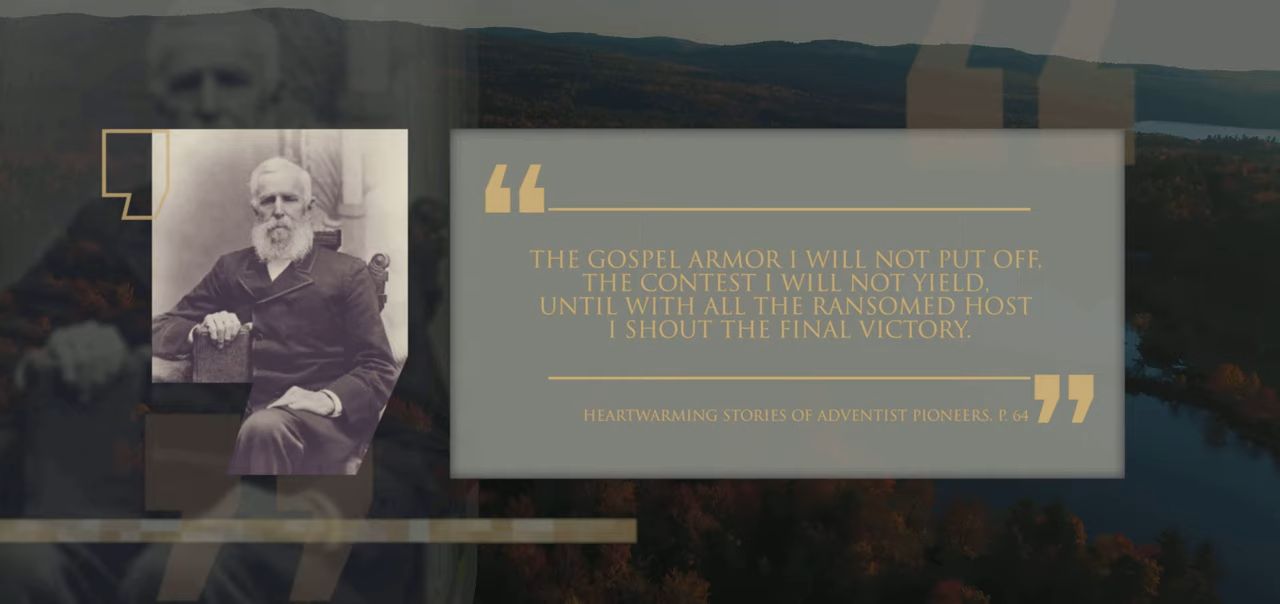 THE GOSPEL ARMOR I WILL NOT PUT OFF,
THE CONTEST I WILL NOT YIELD,
UNTIL WITH ALL THE RANSOMED HOST
I SHOUT THE FINAL VICTORY.
HEARTWARMING STORIES OF ADVENTIST PIONEERS, P. 64